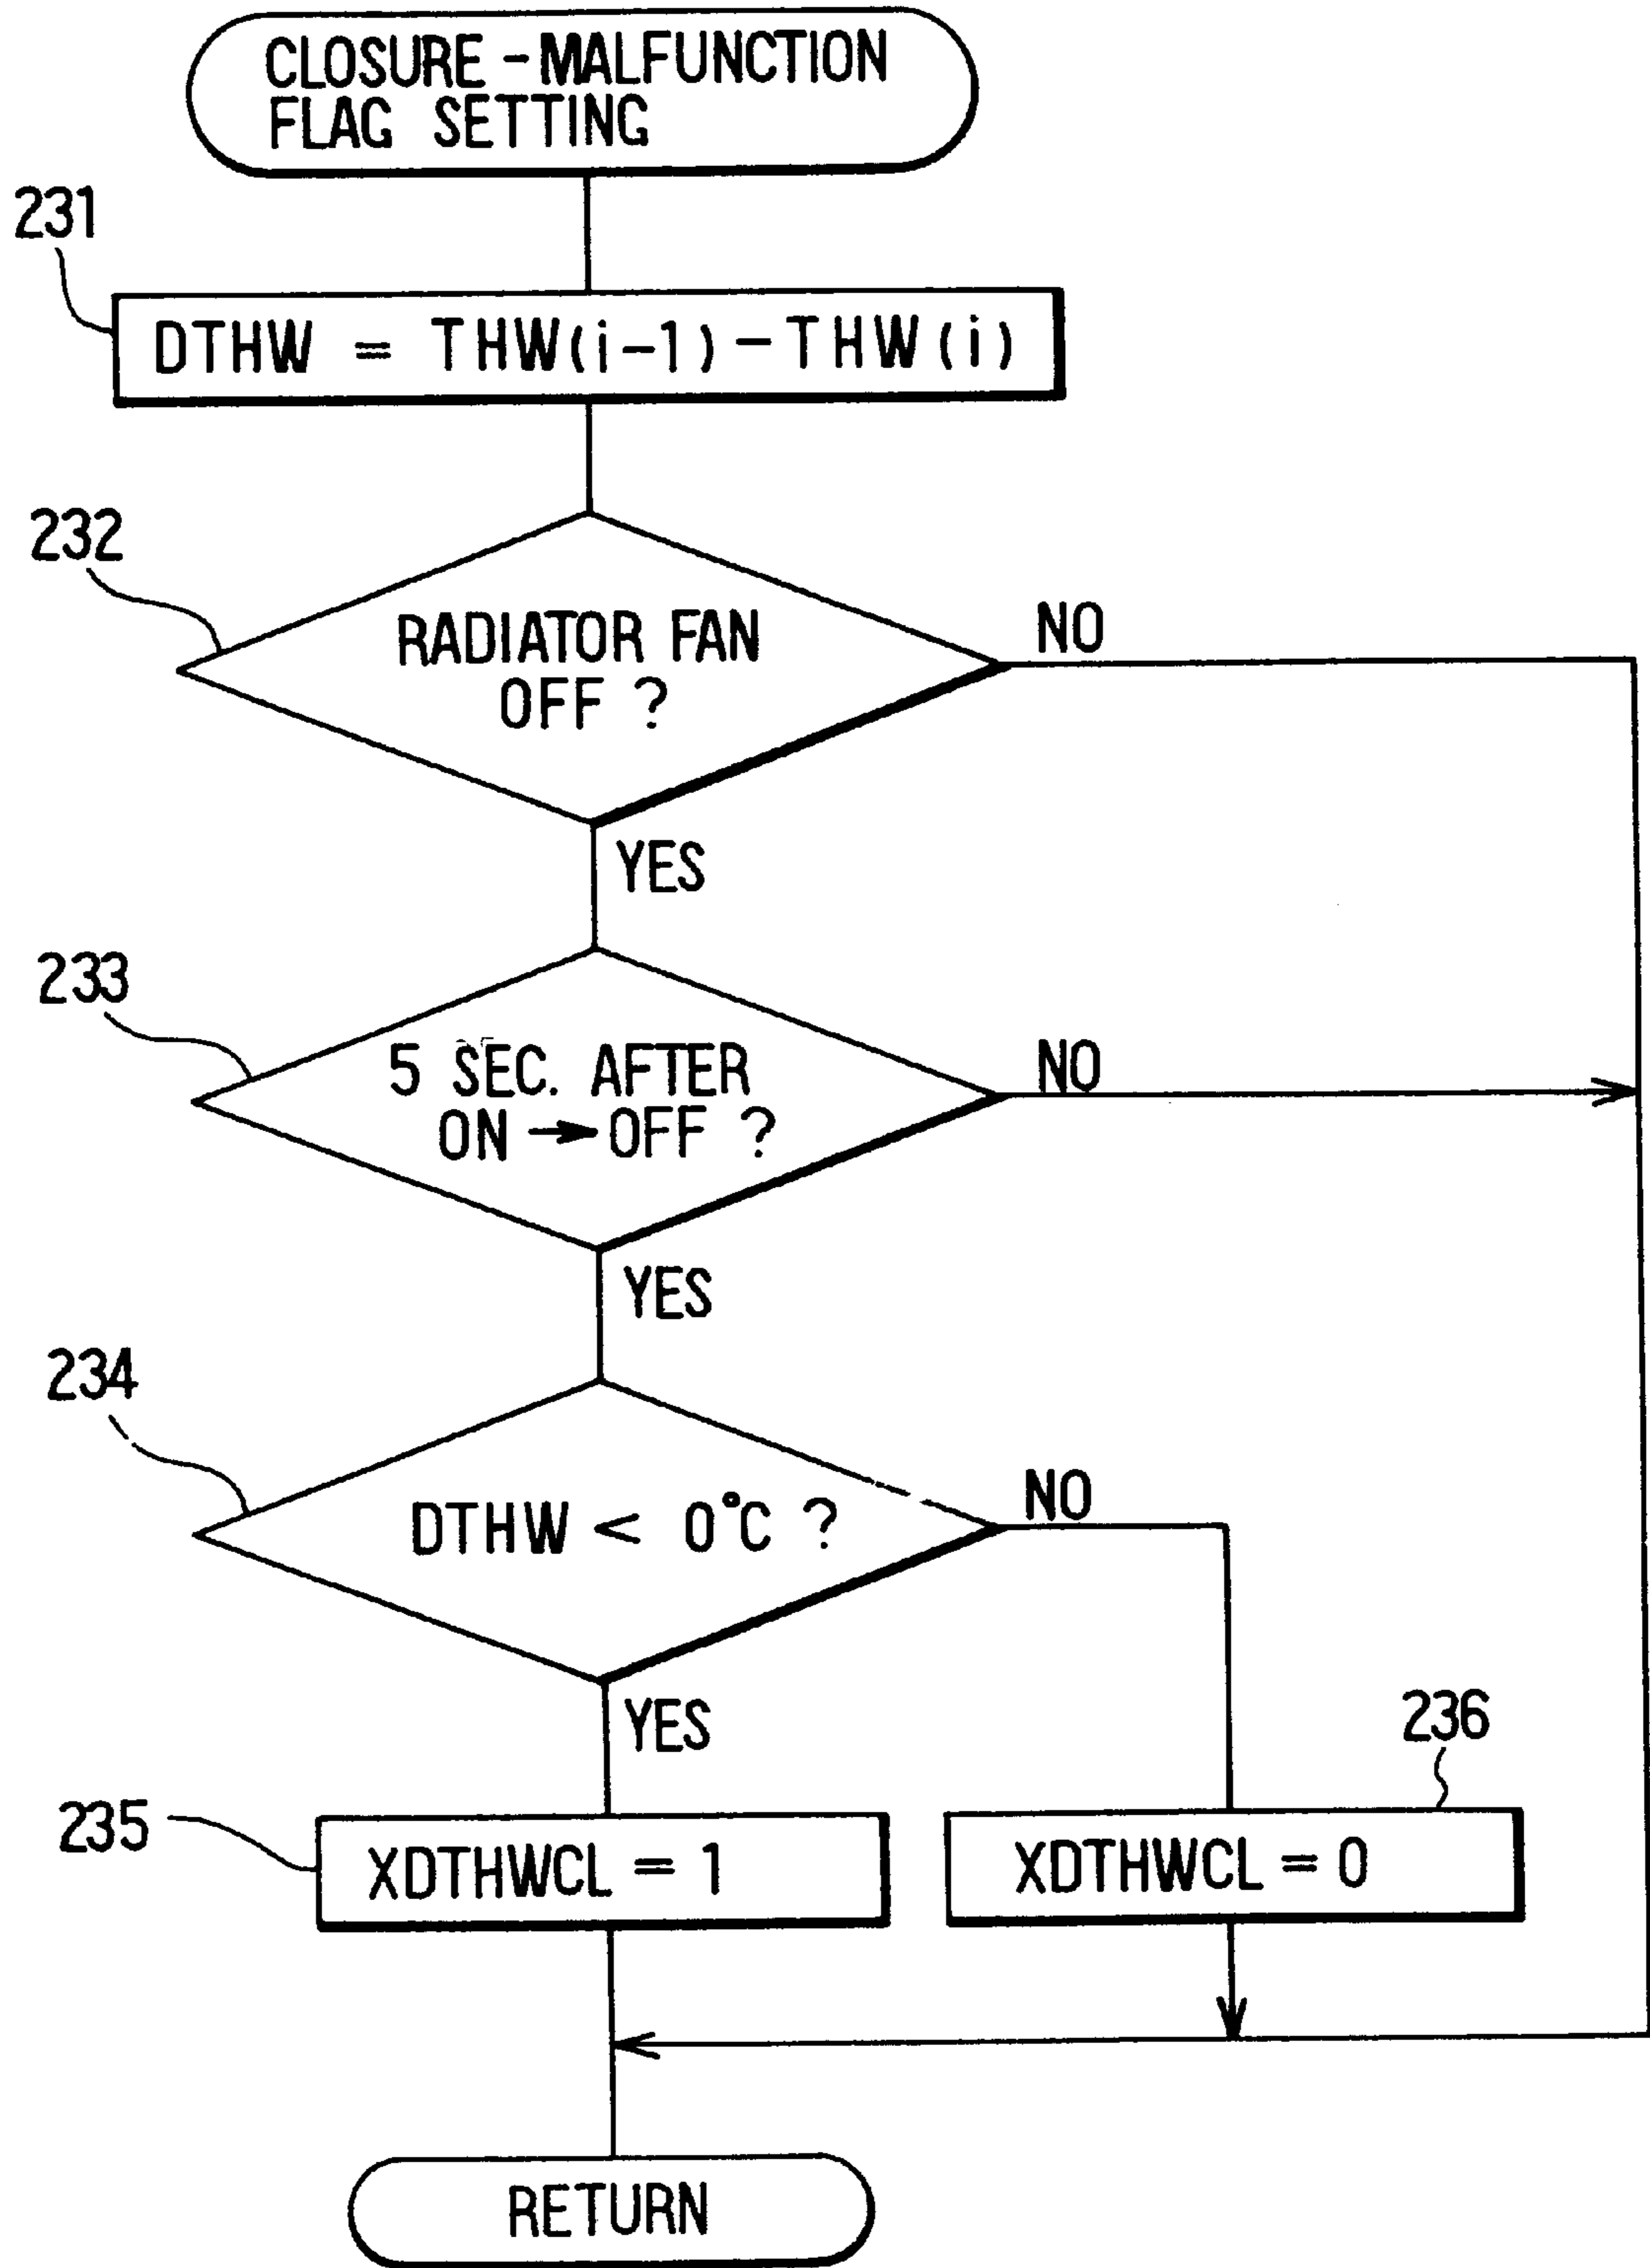 CLOSURE-MALFUNCTION
FLAG SETTING
231
DTHW = THW(i-1)-THW(i)
232
RADIATOR FAN
OFF ?
NO
YES
233
5 SEC. AFTER
ON → OFF ?
NO
YES
234
DTHW < 0°C ?
NO
YES
235
XDTHWCL = 1
236
XDTHWCL = 0
RETURN